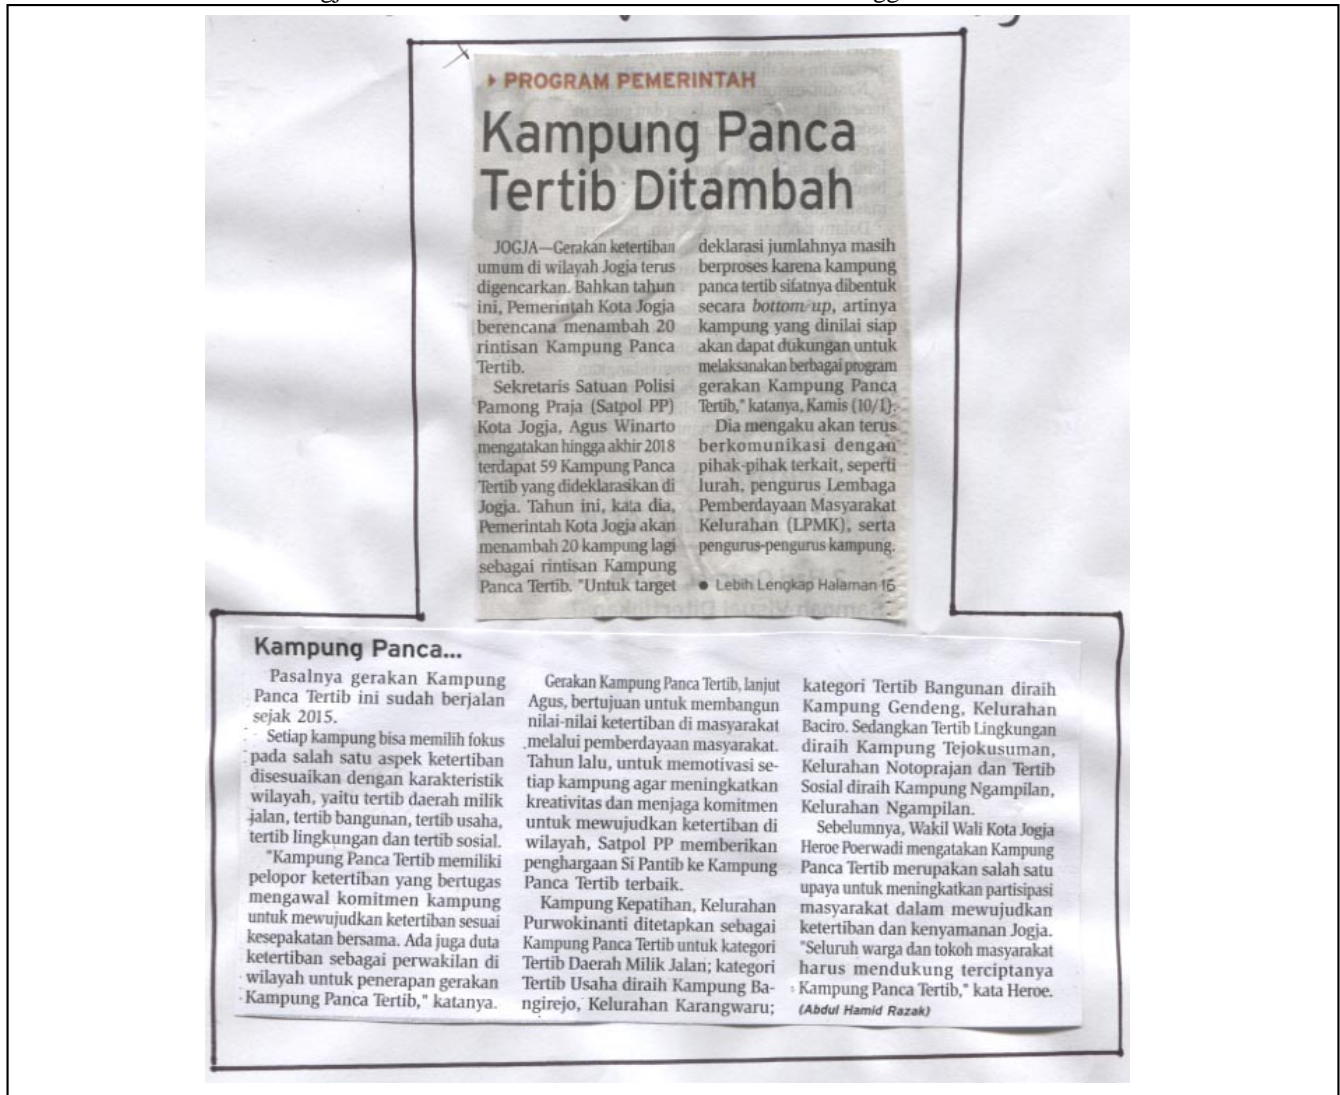 PROGRAM PEMERINTAH
Kampung Panca
Tertib Ditambah
JOGJA—Gerakan ketertiban
umum di wilayah Jogja terus
digencarkan. Bahkan tahun
ini, Pemerintah Kota Jogja
berencana menambah 20
rintisan Kampung Panca
Tertib.
Sekretaris Satuan Polisi
Pamong Praja (Satpol PP)
Kota Jogja, Agus Winarto
mengatakan hingga akhir 2018
terdapat 59 Kampung Panca
Tertib yang dideklarasikan di
Jogja. Tahun ini, kata dia,
Pemerintah Kota Jogja akan
menambah 20 kampung lagi
sebagai rintisan Kampung
Panca Tertib. "Untuk target
deklarasi jumlahnya masih
berproses karena kampung
panca tertib sifatnya dibentuk
secara bottom-up, artinya
kampung yang dinilai siap
akan dapat dukungan untuk
melaksanakan berbagai program
gerakan Kampung Panca
Tertib," katanya, Kamis (10/1).
Dia mengaku akan terus
berkomunikasi dengan
pihak-pihak terkait, seperti
lurah, pengurus Lembaga
Pemberdayaan Masyarakat
Kelurahan (LPMK), serta
pengurus-pengurus kampung.
● Lebih Lengkap Halaman 16
Kampung Panca...
Pasalnya gerakan Kampung
Panca Tertib ini sudah berjalan
sejak 2015.
Setiap kampung bisa memilih fokus
pada salah satu aspek ketertiban
disesuaikan dengan karakteristik
wilayah, yaitu tertib daerah milik
jalan, tertib bangunan, tertib usaha,
tertib lingkungan dan tertib sosial.
"Kampung Panca Tertib memiliki
pelopor ketertiban yang bertugas
mengawal komitmen kampung
untuk mewujudkan ketertiban sesuai
kesepakatan bersama. Ada juga duta
ketertiban sebagai perwakilan di
wilayah untuk penerapan gerakan
Kampung Panca Tertib," katanya.
Gerakan Kampung Panca Tertib, lanjut
Agus, bertujuan untuk membangun
nilai-nilai ketertiban di masyarakat
melalui pemberdayaan masyarakat.
Tahun lalu, untuk memotivasi se-
tiap kampung agar meningkatkan
kreativitas dan menjaga komitmen
untuk mewujudkan ketertiban di
wilayah, Satpol PP memberikan
penghargaan Si Pantib ke Kampung
Panca Tertib terbaik.
Kampung Kepatihan, Kelurahan
Purwokinanti ditetapkan sebagai
Kampung Panca Tertib untuk kategori
Tertib Daerah Milik Jalan; kategori
Tertib Usaha diraih Kampung Ba-
ngirejo, Kelurahan Karangwaru;
kategori Tertib Bangunan diraih
Kampung Gendeng, Kelurahan
Baciro. Sedangkan Tertib Lingkungan
diraih Kampung Tejokusuman,
Kelurahan Notoprajan dan Tertib
Sosial diraih Kampung Ngampilan,
Kelurahan Ngampilan.
Sebelumnya, Wakil Wali Kota Jogja
Heroe Poerwadi mengatakan Kampung
Panca Tertib merupakan salah satu
upaya untuk meningkatkan partisipasi
masyarakat dalam mewujudkan
ketertiban dan kenyamanan Jogja.
"Seluruh warga dan tokoh masyarakat
harus mendukung terciptanya
Kampung Panca Tertib," kata Heroe.
(Abdul Hamid Razak)